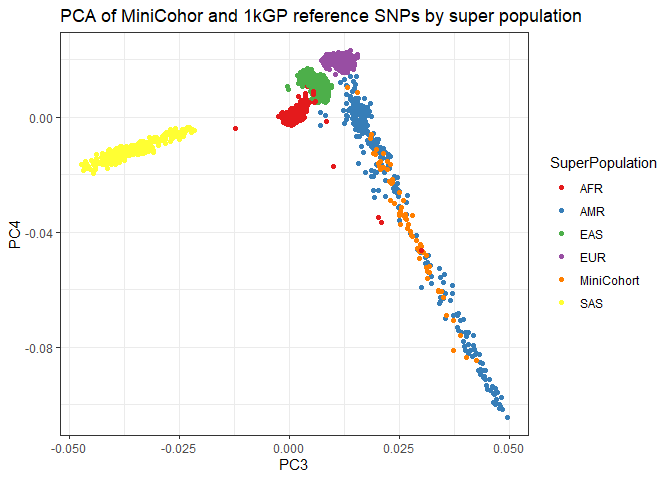 PCA of MiniCohor and 1kGP reference SNPs by super population
0.00
-0.04
-0.08
PC4
-0.050
-0.025
0.000
0.025
0.050
PC3
SuperPopulation
AFR
AMR
EAS
EUR
MiniCohort
SAS